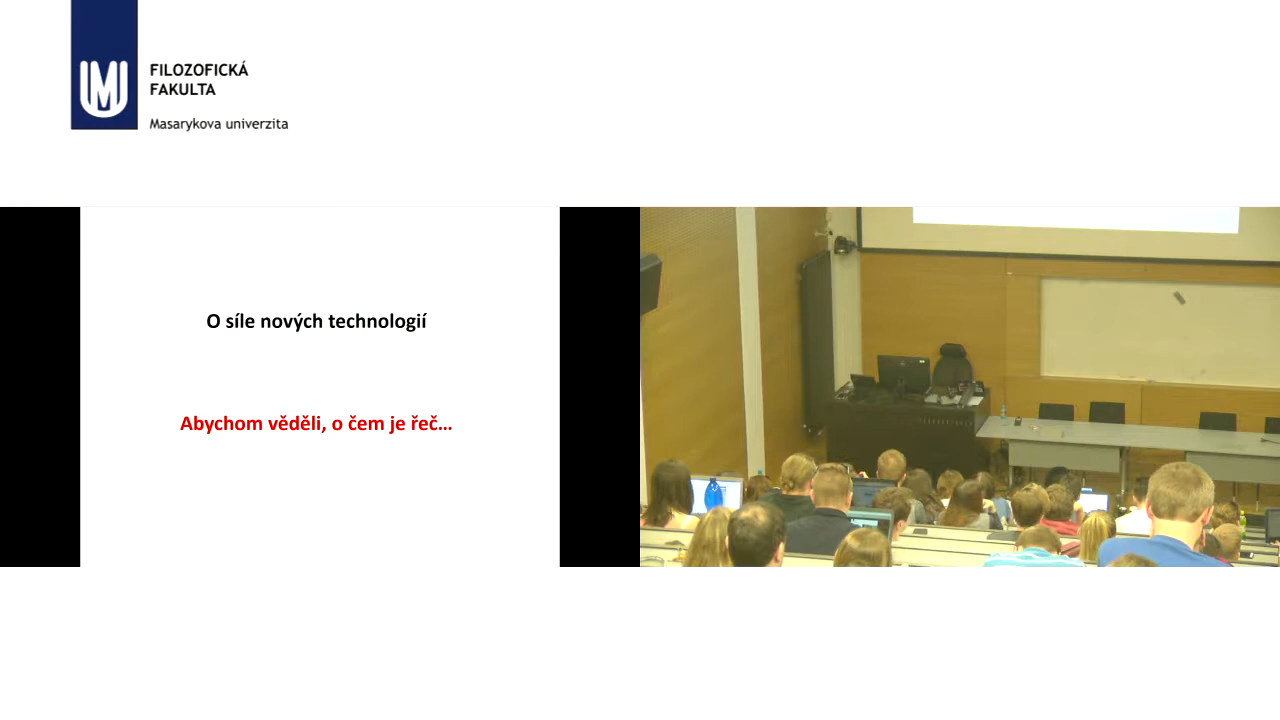 FILOZOFICKÁ
FAKULTA
Masarykova univerzita
O síle nových technologií
Abychom věděli, o čem je řeč...